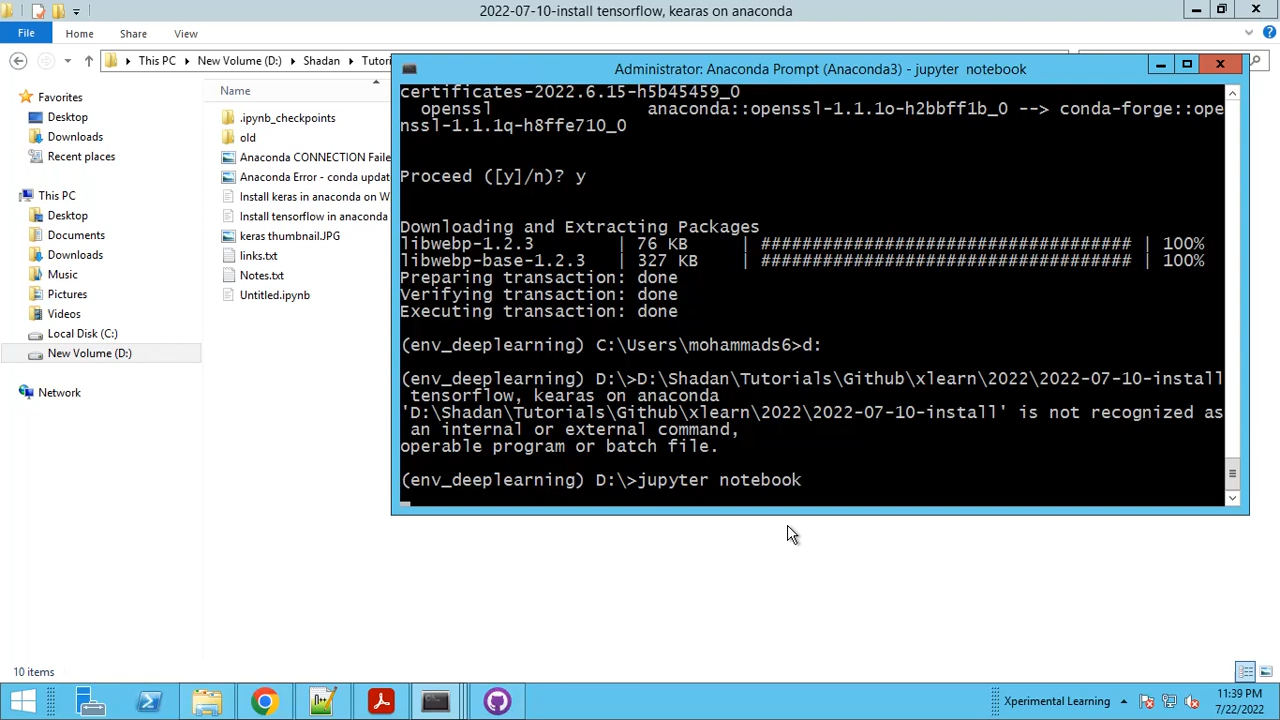 2022-07-10-install tensorflow, kearas on anaconda
File
Home
Share
View
This PC
New Volume (D:)
Shadan
Tutori
Administrator: Anaconda Prompt (Anaconda3) - jupyter notebook
Name
Favorites
Desktop
Downloads
Recent places
This PC
Desktop
Documents
Downloads
Music
Pictures
Videos
Local Disk (C:)
New Volume (D:)
Network
.ipynb_checkpoints
old
Anaconda CONNECTION Faile
Anaconda Error - conda updat
Install keras in anaconda on W
Install tensorflow in anaconda
keras thumbnail.JPG
links.txt
Notes.txt
Untitled.ipynb
certificates-2022.6.15-h5b45459_0
openssl anaconda::openssl-1.1.1o-h2bbff1b_0 --> conda-forge::ope
nssl-1.1.1q-h8ffe710_0
Proceed ([y]/n)? y
Downloading and Extracting Packages
libwebp-1.2.3 | 76 KB | #################################### | 100%
libwebp-base-1.2.3 | 327 KB | #################################### | 100%
Preparing transaction: done
Verifying transaction: done
Executing transaction: done
(env_deeplearning) C:\Users\mohammads6>d:
(env_deeplearning) D:\>D:\Shadan\Tutorials\Github\xlearn\2022\2022-07-10-install
tensorflow, kearas on anaconda
'D:\Shadan\Tutorials\Github\xlearn\2022\2022-07-10-install' is not recognized as
an internal or external command,
operable program or batch file.
(env_deeplearning) D:\>jupyter notebook
10 items
Xperimental Learning
11:39 PM
7/22/2022